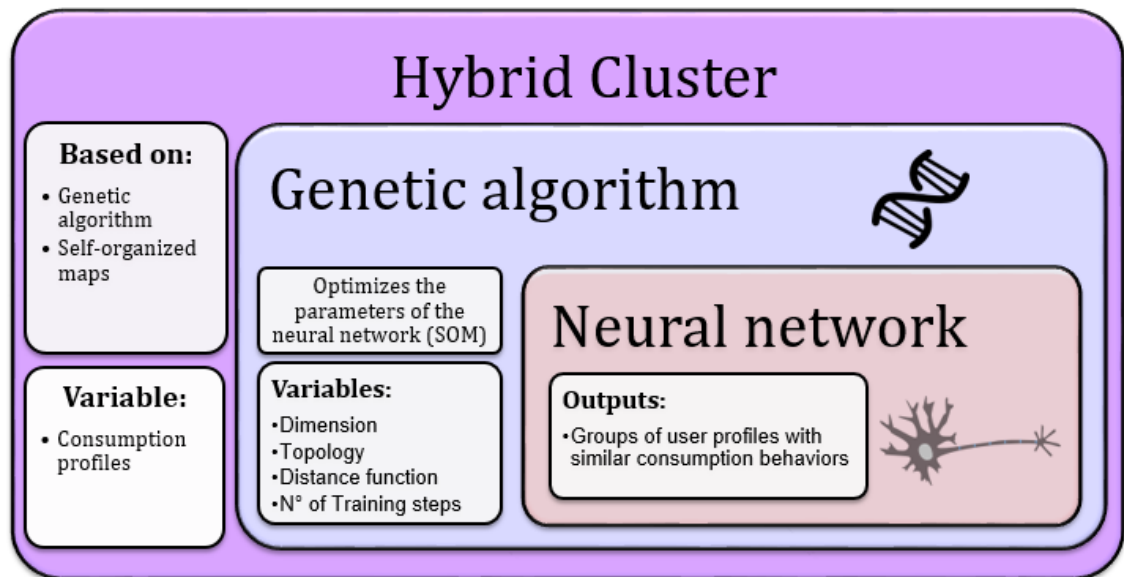 Hybrid Cluster
Based on:
• Genetic
algorithm
• Self-organized
maps
Variable:
• Consumption
profiles
Genetic algorithm
Optimizes the
parameters of the
neural network (SOM)
Variables:
•Dimension
•Topology
•Distance function
•N° of Training steps
Neural network
Outputs:
•Groups of user profiles with
similar consumption behaviors